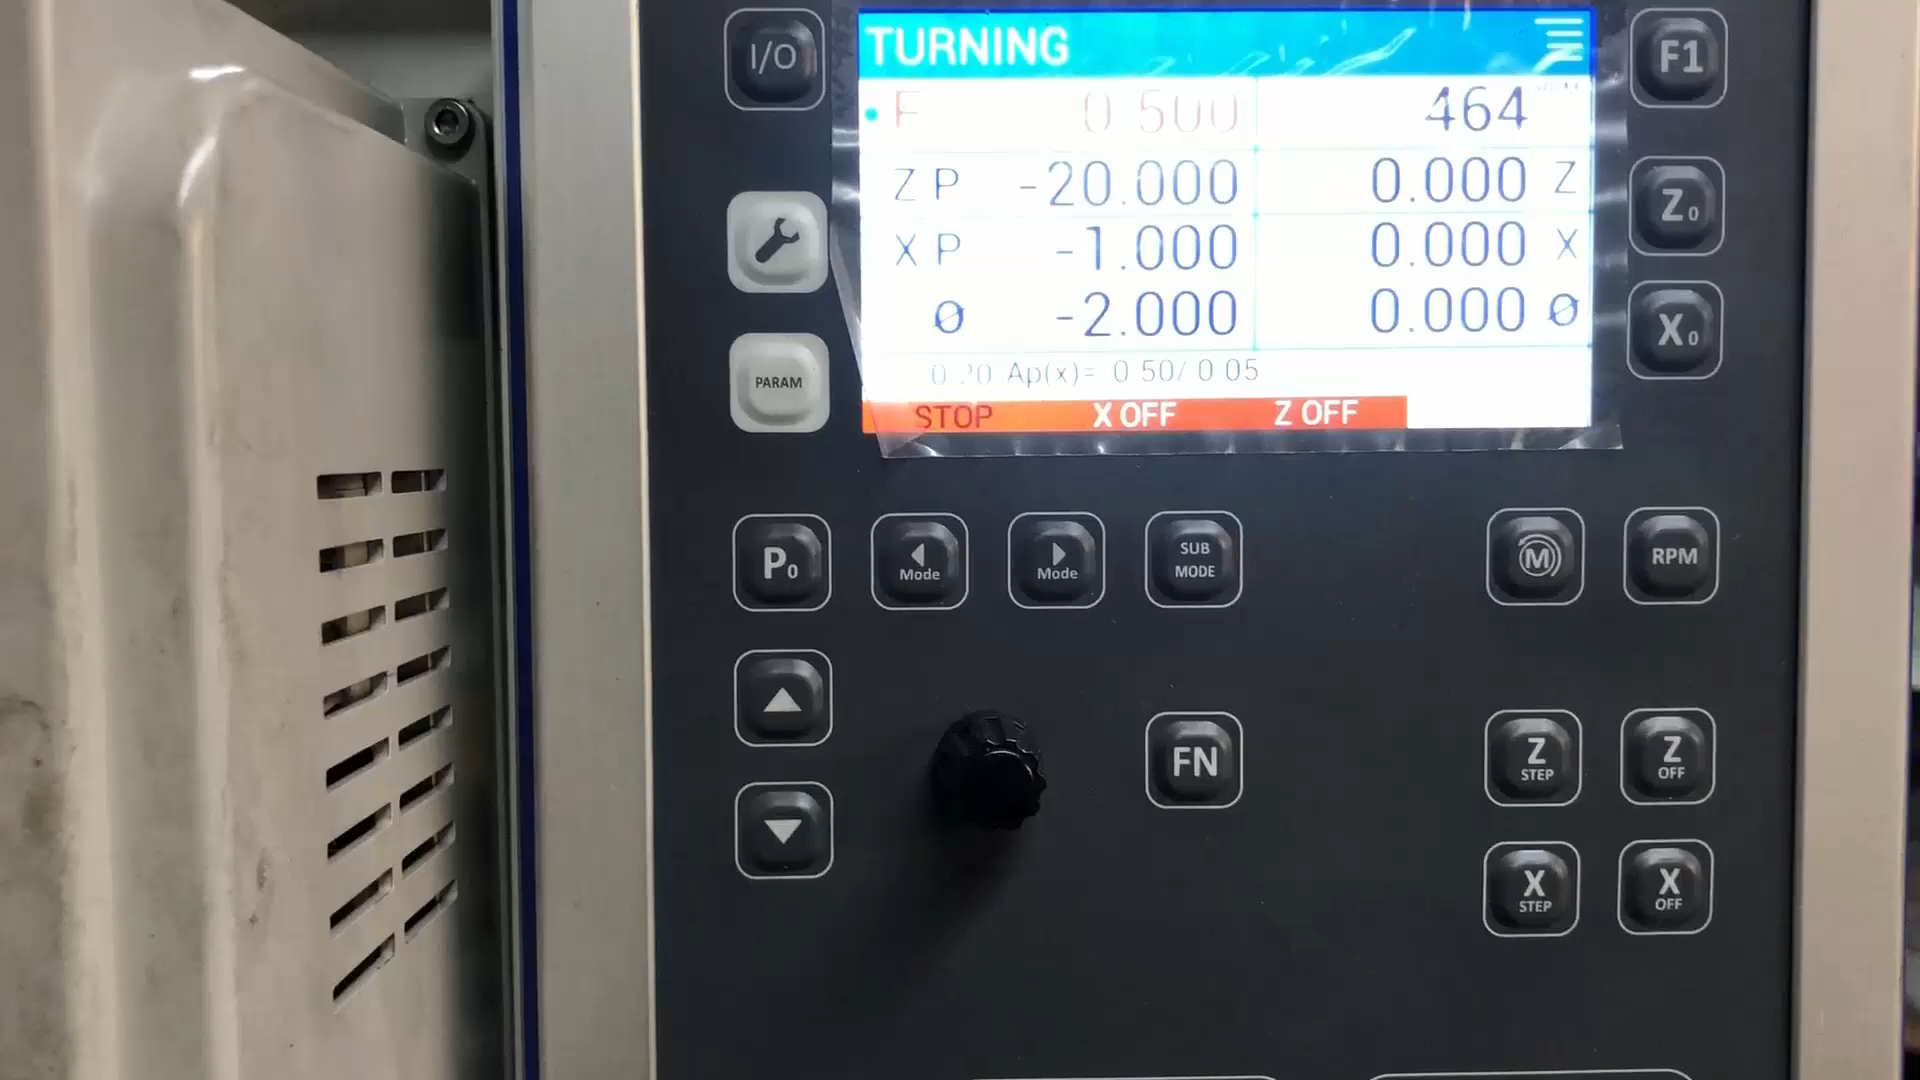 I/O
TURNING
F1
F 0.500 464
Z P -20.000 0.000 Z
X P -1.000 0.000 X
Ø -2.000 0.000 Ø
Ap(x)= 0.50/ 0.05
STOP X OFF Z OFF
Z0
X0
PARAM
P0
Mode
Mode
SUB
MODE
M
RPM
FN
Z
STEP
Z
OFF
X
STEP
X
OFF